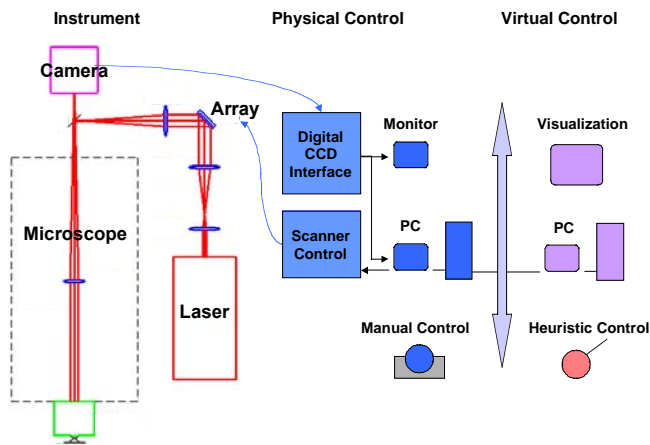 Instrument
Physical Control
Virtual Control
Camera
Array
Digital
CCD
Interface
Monitor
Visualization
Microscope
Scanner
Control
PC
PC
Laser
Manual Control
Heuristic Control